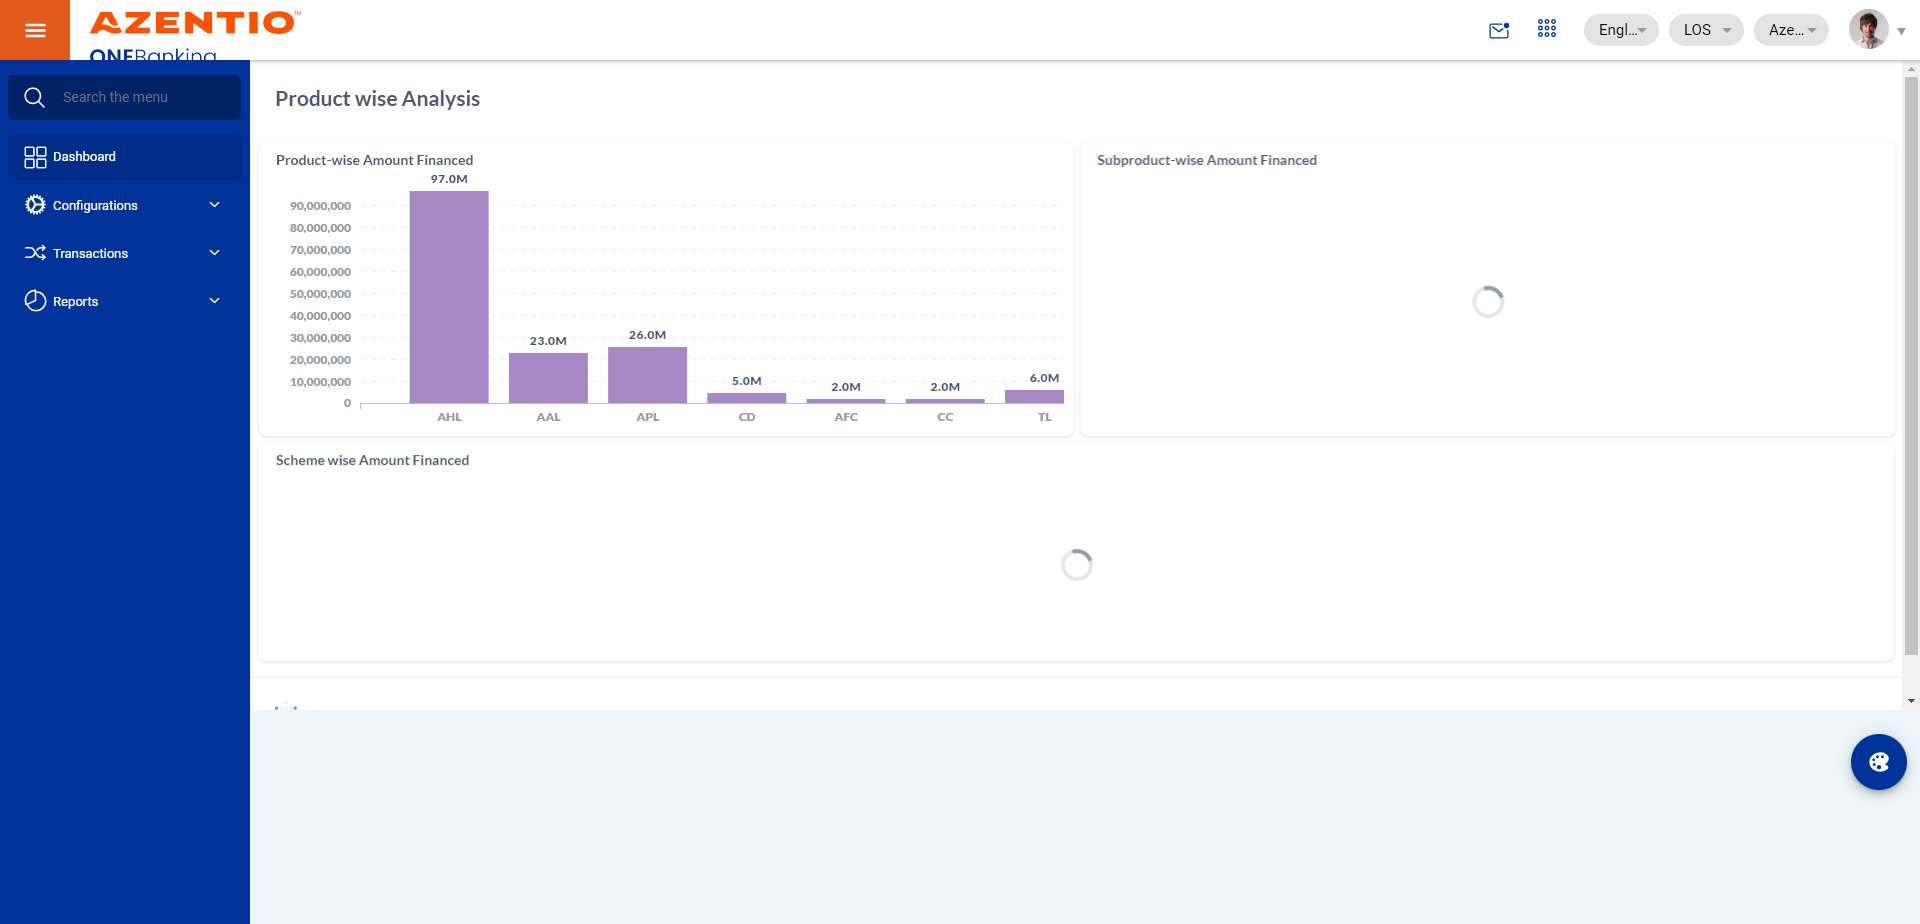 AZENTIO™
ONEBanking
Engl...
LOS
Aze...
Search the menu
Dashboard
Configurations
Transactions
Reports
Product wise Analysis
Product-wise Amount Financed
97.0M
90,000,000
80,000,000
70,000,000
60,000,000
50,000,000
40,000,000
30,000,000
20,000,000
10,000,000
0
23.0M
26.0M
5.0M
2.0M
2.0M
6.0M
AHL
AAL
APL
CD
AFC
CC
TL
Subproduct-wise Amount Financed
Scheme wise Amount Financed